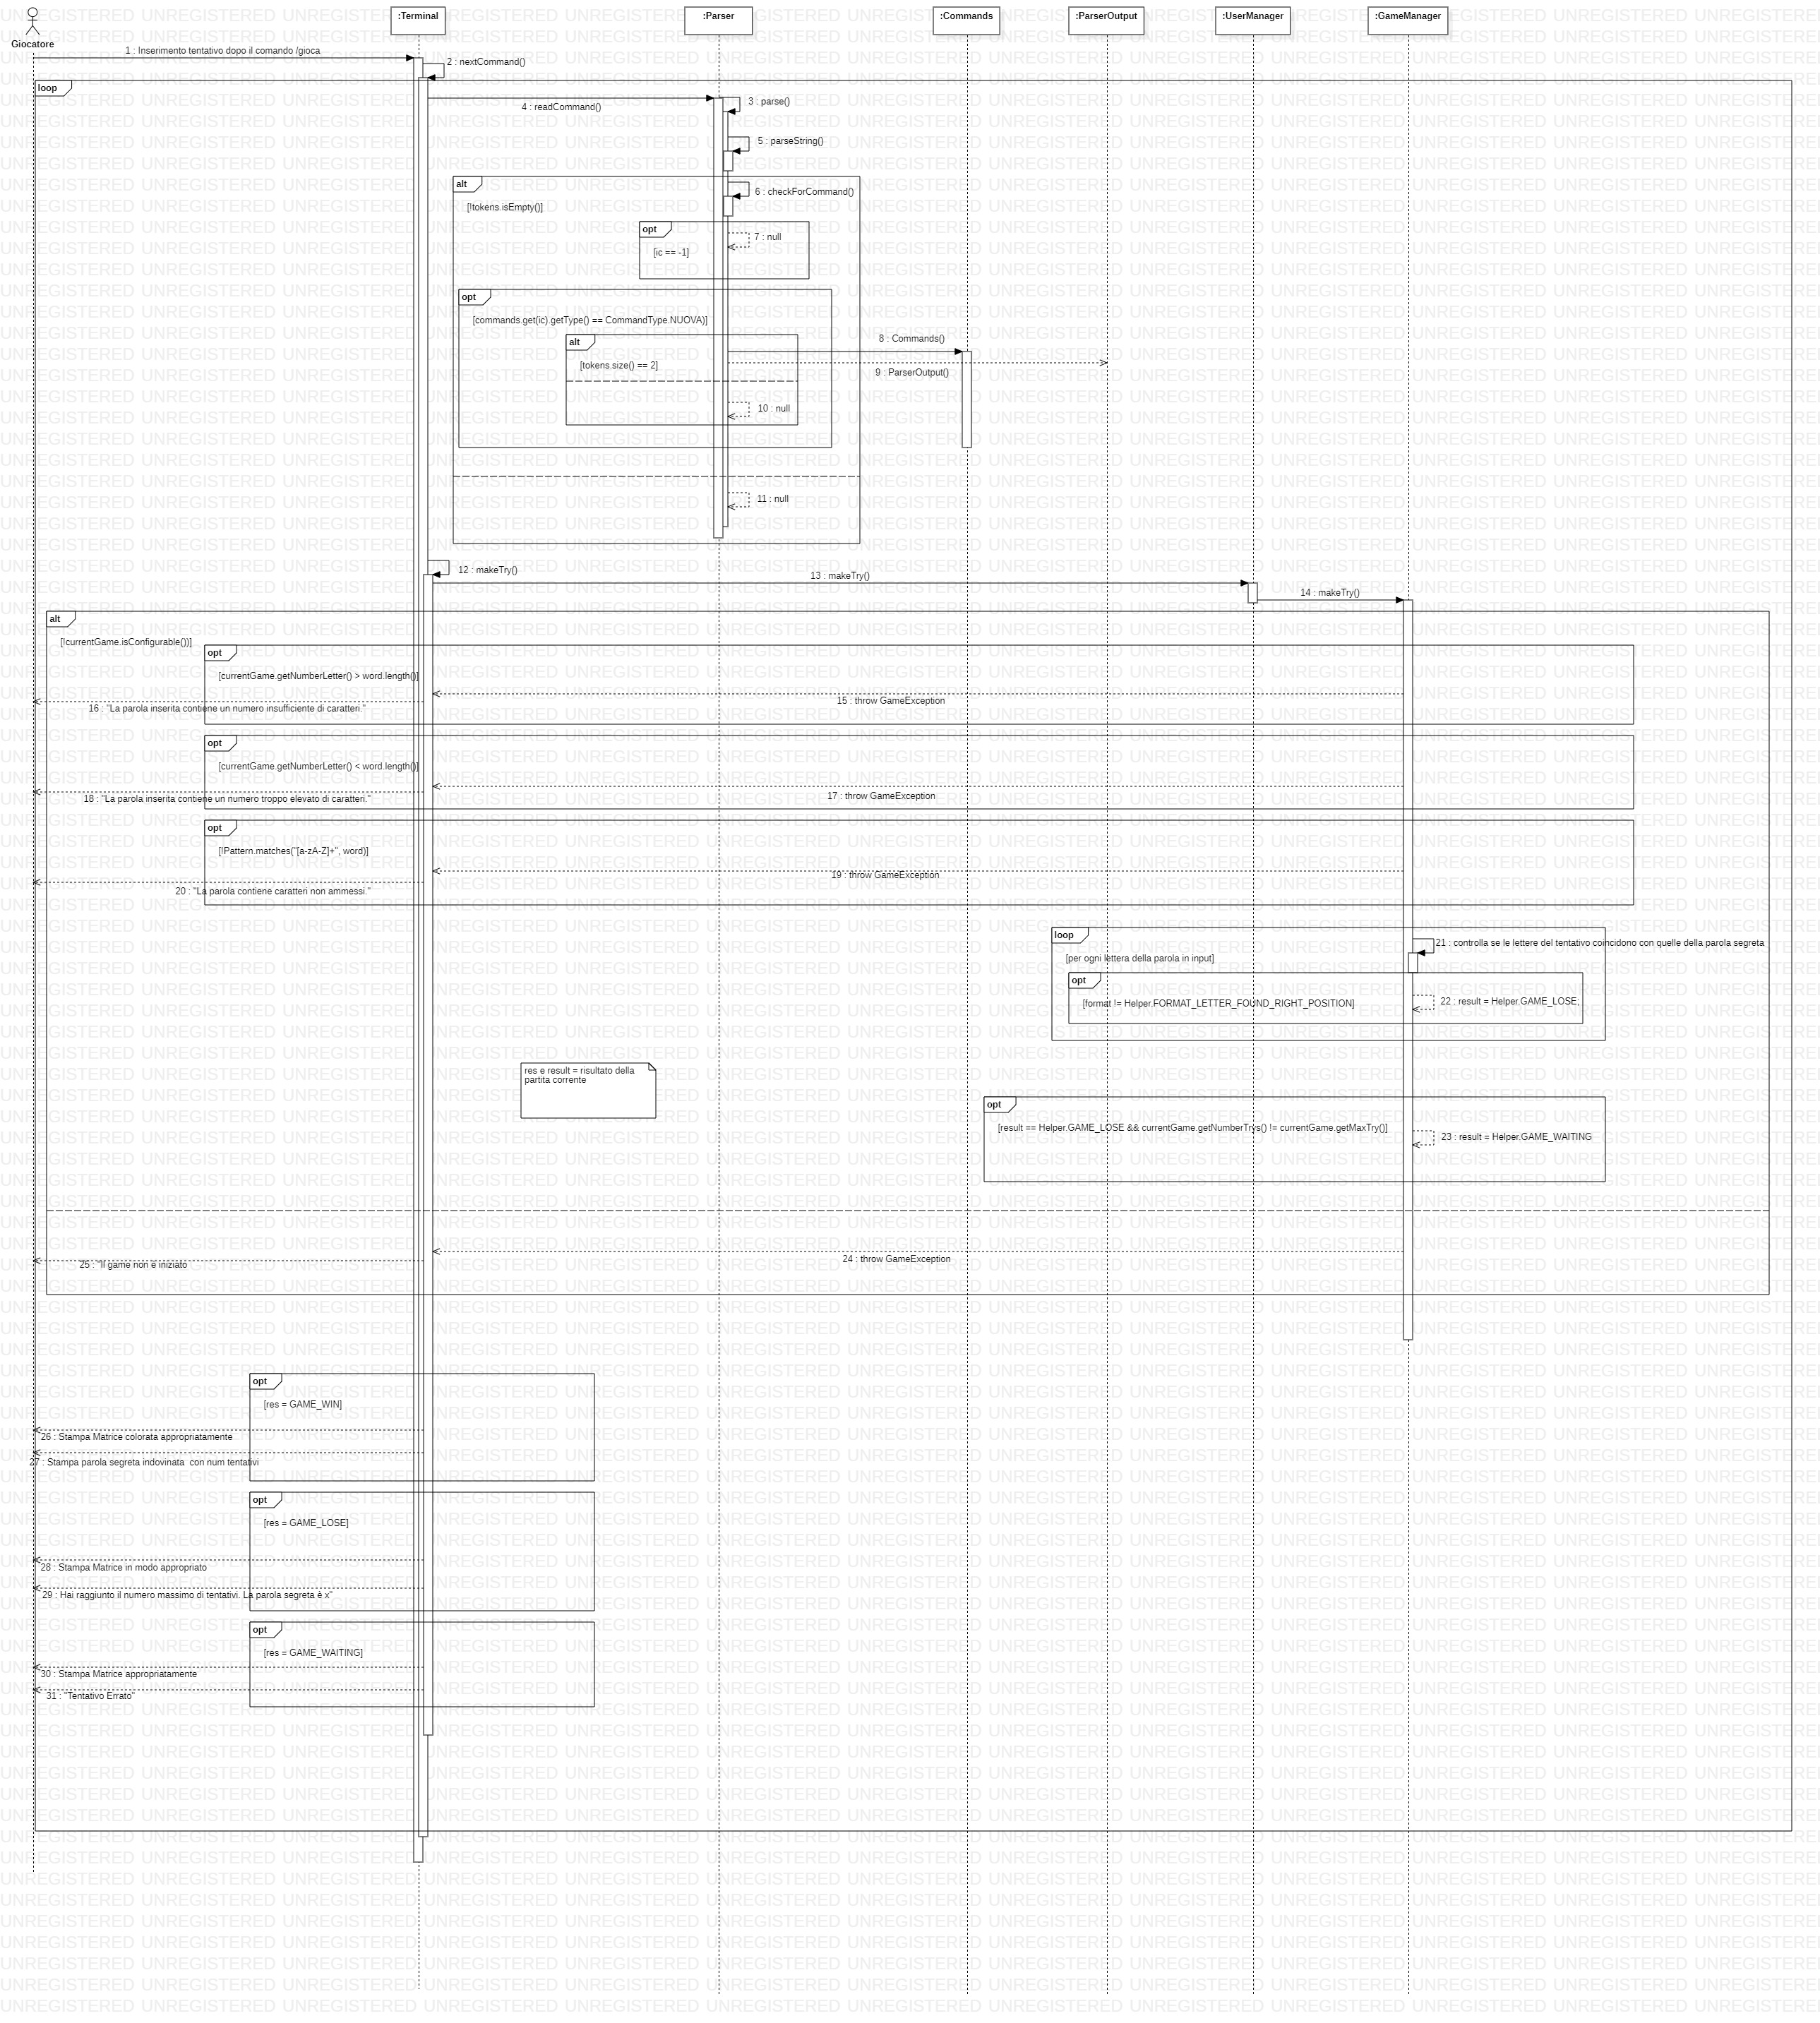 Giocatore
:Terminal
:Parser
:Commands
:ParserOutput
:UserManager
:GameManager
1 : Inserimento tentativo dopo il comando /gioca
2 : nextCommand()
loop
4 : readCommand()
3 : parse()
5 : parseString()
alt
[!tokens.isEmpty()]
6 : checkForCommand()
opt
[ic == -1]
7 : null
opt
[commands.get(ic).getType() == CommandType.NUOVA)]
alt
[tokens.size() == 2]
8 : Commands()
9 : ParserOutput()
10 : null
11 : null
12 : makeTry()
13 : makeTry()
14 : makeTry()
alt
[!currentGame.isConfigurable())]
opt
[currentGame.getNumberLetter() > word.length()]
15 : throw GameException
16 : "La parola inserita contiene un numero insufficiente di caratteri."
opt
[currentGame.getNumberLetter() < word.length()]
17 : throw GameException
18 : "La parola inserita contiene un numero troppo elevato di caratteri."
opt
[!Pattern.matches("[a-zA-Z]+", word)]
19 : throw GameException
20 : "La parola contiene caratteri non ammessi."
loop
[per ogni lettera della parola in input]
21 : controlla se le lettere del tentativo coincidono con quelle della parola segreta
opt
[format != Helper.FORMAT_LETTER_FOUND_RIGHT_POSITION]
22 : result = Helper.GAME_LOSE;
res e result = risultato della
partita corrente
opt
[result == Helper.GAME_LOSE && currentGame.getNumberTrys() != currentGame.getMaxTry()]
23 : result = Helper.GAME_WAITING
24 : throw GameException
25 : "Il game non è iniziato
opt
[res = GAME_WIN]
26 : Stampa Matrice colorata appropriatamente
27 : Stampa parola segreta indovinata  con num tentativi
opt
[res = GAME_LOSE]
28 : Stampa Matrice in modo appropriato
29 : Hai raggiunto il numero massimo di tentativi. La parola segreta è x"
opt
[res = GAME_WAITING]
30 : Stampa Matrice appropriatamente
31 : "Tentativo Errato"